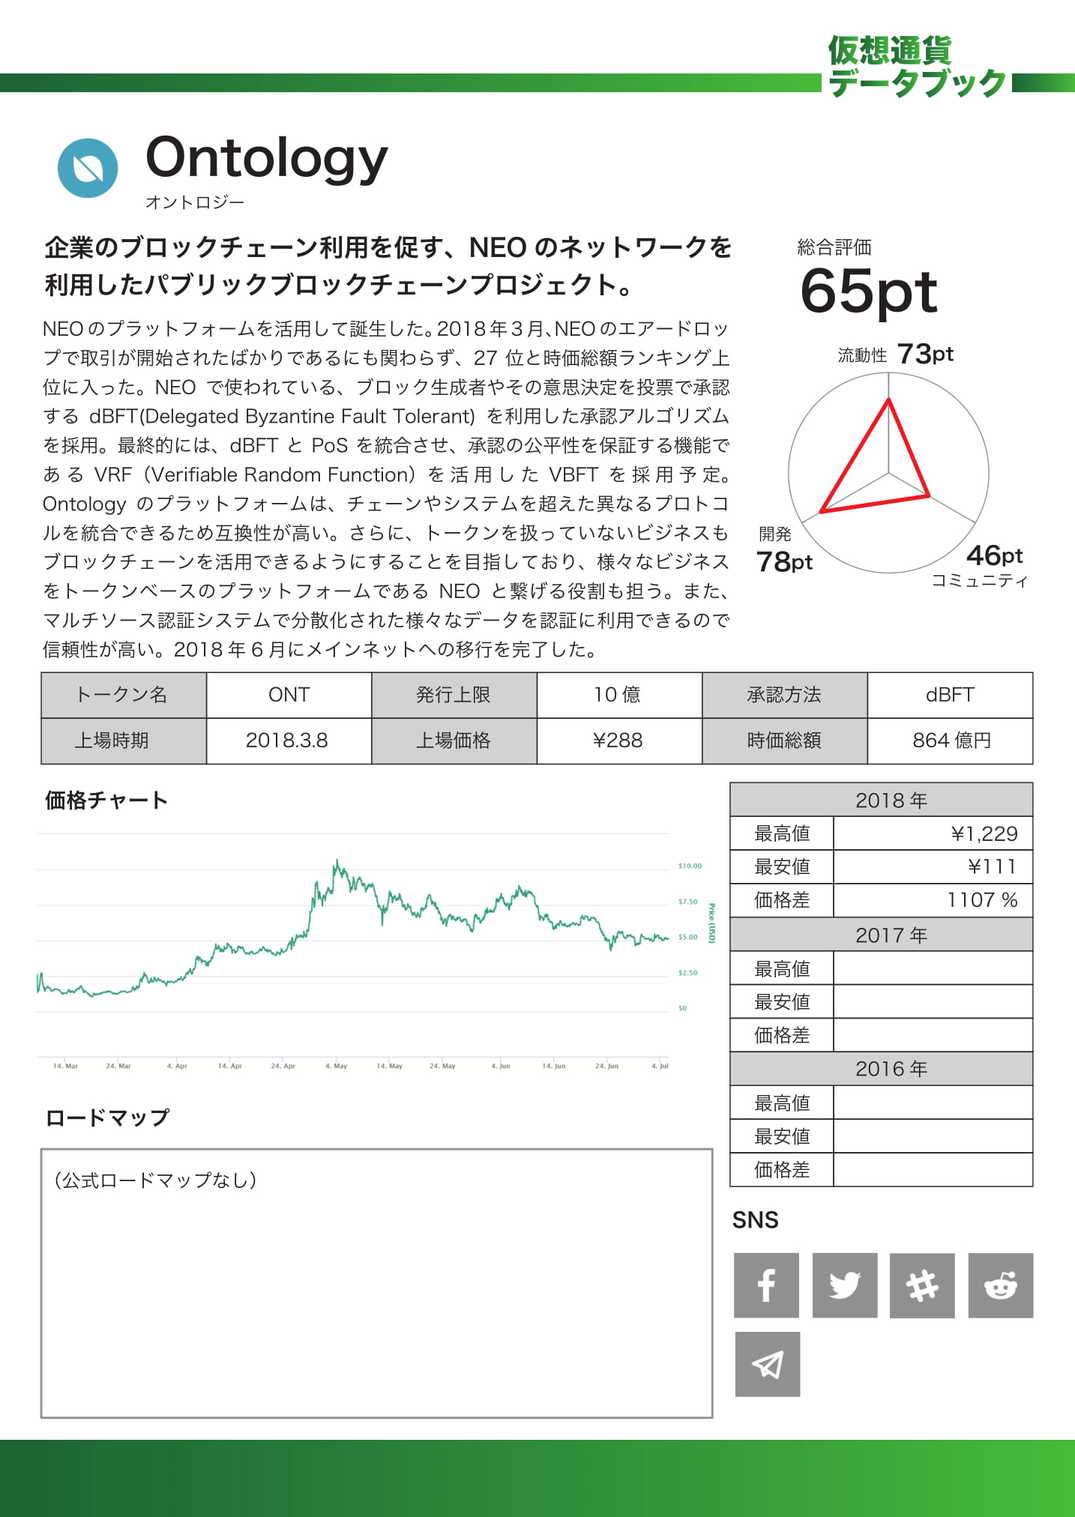 仮想通貨
データブック
Ontology
オントロジー
企業のブロックチェーン利用を促す、NEO のネットワークを
利用したパブリックブロックチェーンプロジェクト。
NEOのプラットフォームを活用して誕生した。2018年3月、NEOのエアードロッ
プで取引が開始されたばかりであるにも関わらず、27 位と時価総額ランキング上
位に入った。NEO で使われている、ブロック生成者やその意思決定を投票で承認
する dBFT(Delegated Byzantine Fault Tolerant) を利用した承認アルゴリズム
を採用。最終的には、dBFT と PoS を統合させ、承認の公平性を保証する機能で
ある VRF（Verifiable Random Function）を活用した VBFT を採用予定。
Ontology のプラットフォームは、チェーンやシステムを超えた異なるプロトコ
ルを統合できるため互換性が高い。さらに、トークンを扱っていないビジネスも
ブロックチェーンを活用できるようにすることを目指しており、様々なビジネス
をトークンベースのプラットフォームである NEO と繋げる役割も担う。また、
マルチソース認証システムで分散化された様々なデータを認証に利用できるので
信頼性が高い。2018 年 6 月にメインネットへの移行を完了した。
総合評価
65pt
流動性 73pt
開発
78pt
46pt
コミュニティ
トークン名 ONT 発行上限 10 億 承認方法 dBFT
上場時期 2018.3.8 上場価格 ¥288 時価総額 864 億円
価格チャート
$10.00
$7.50
$5.00
$2.50
$0
Price (USD)
14. Mar 24. Mar 4. Apr 14. Apr 24. Apr 4. May 14. May 24. May 4. Jun 14. Jun 24. Jun 4. Jul
2018 年
最高値 ¥1,229
最安値 ¥111
価格差 1107 %
2017 年
最高値
最安値
価格差
2016 年
最高値
最安値
価格差
ロードマップ
（公式ロードマップなし）
SNS